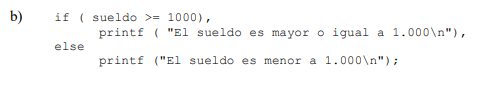 b) if ( sueldo >= 1000),
printf ( "El sueldo es mayor o igual a 1.000\n"),
else
printf ("El sueldo es menor a 1.000\n");